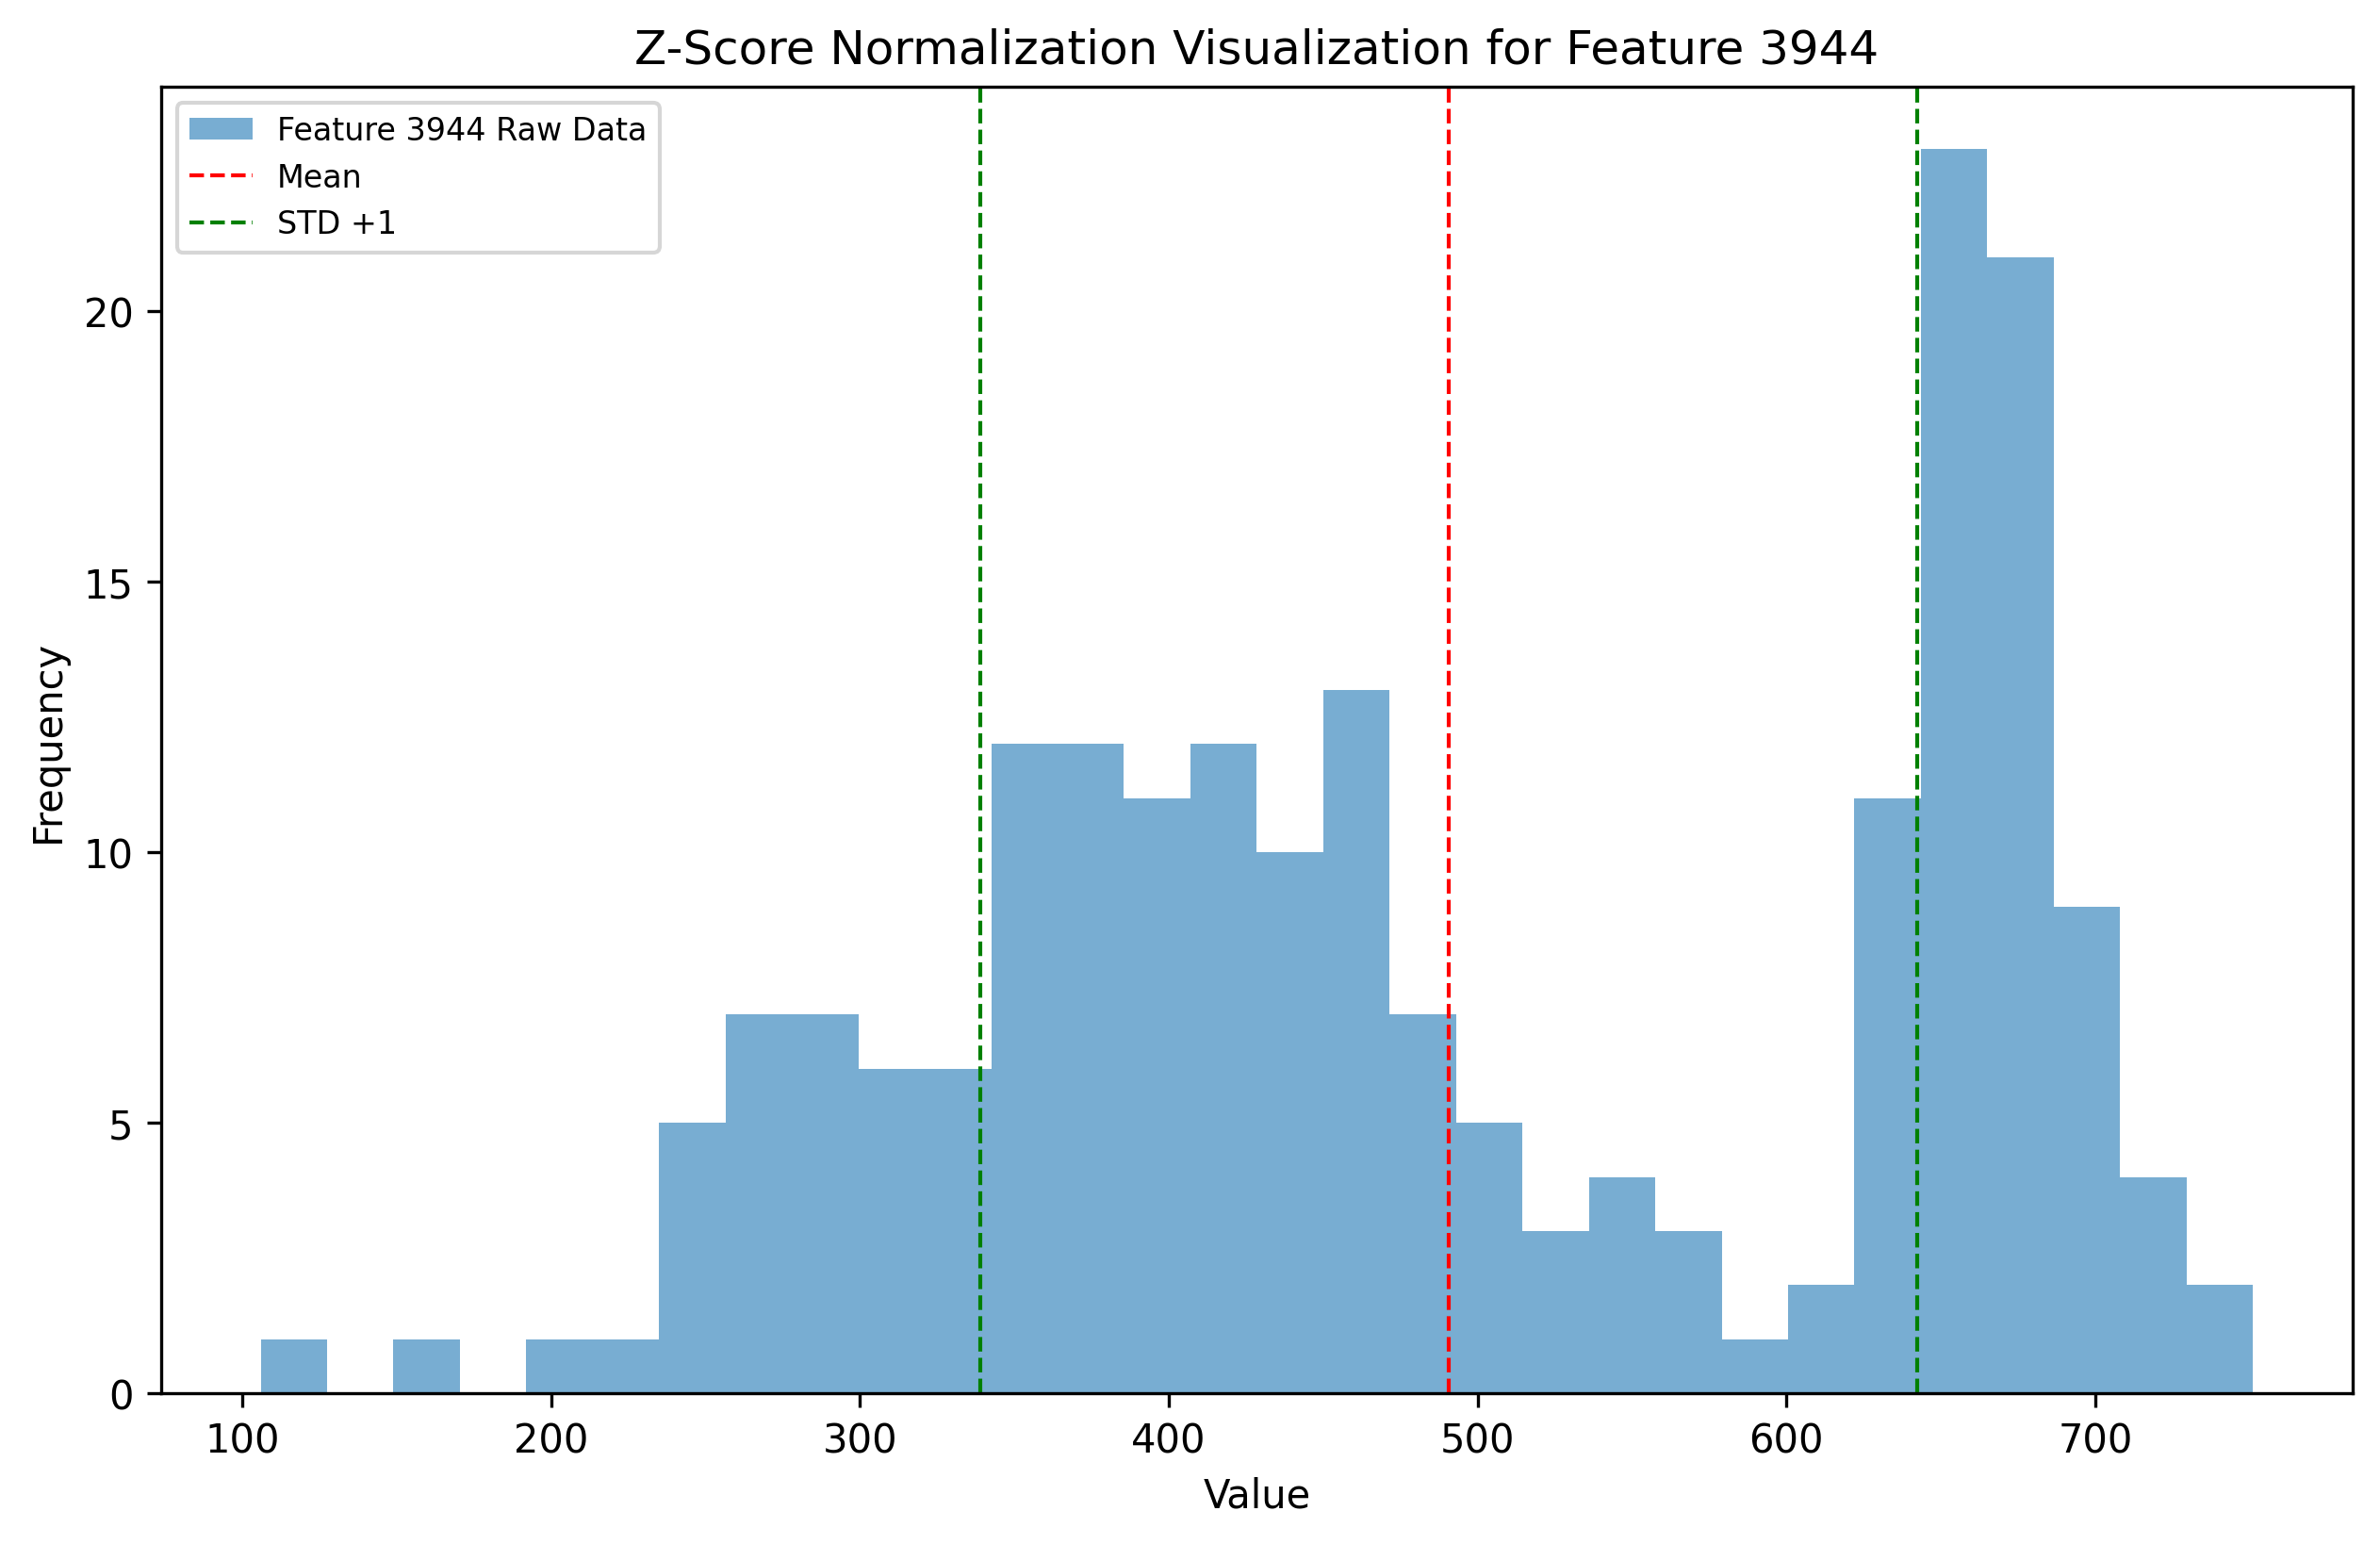 Z-Score Normalization Visualization for Feature 3944
Feature 3944 Raw Data
Mean
STD +1
20
15
10
5
0
Frequency
100 200 300 400 500 600 700
Value